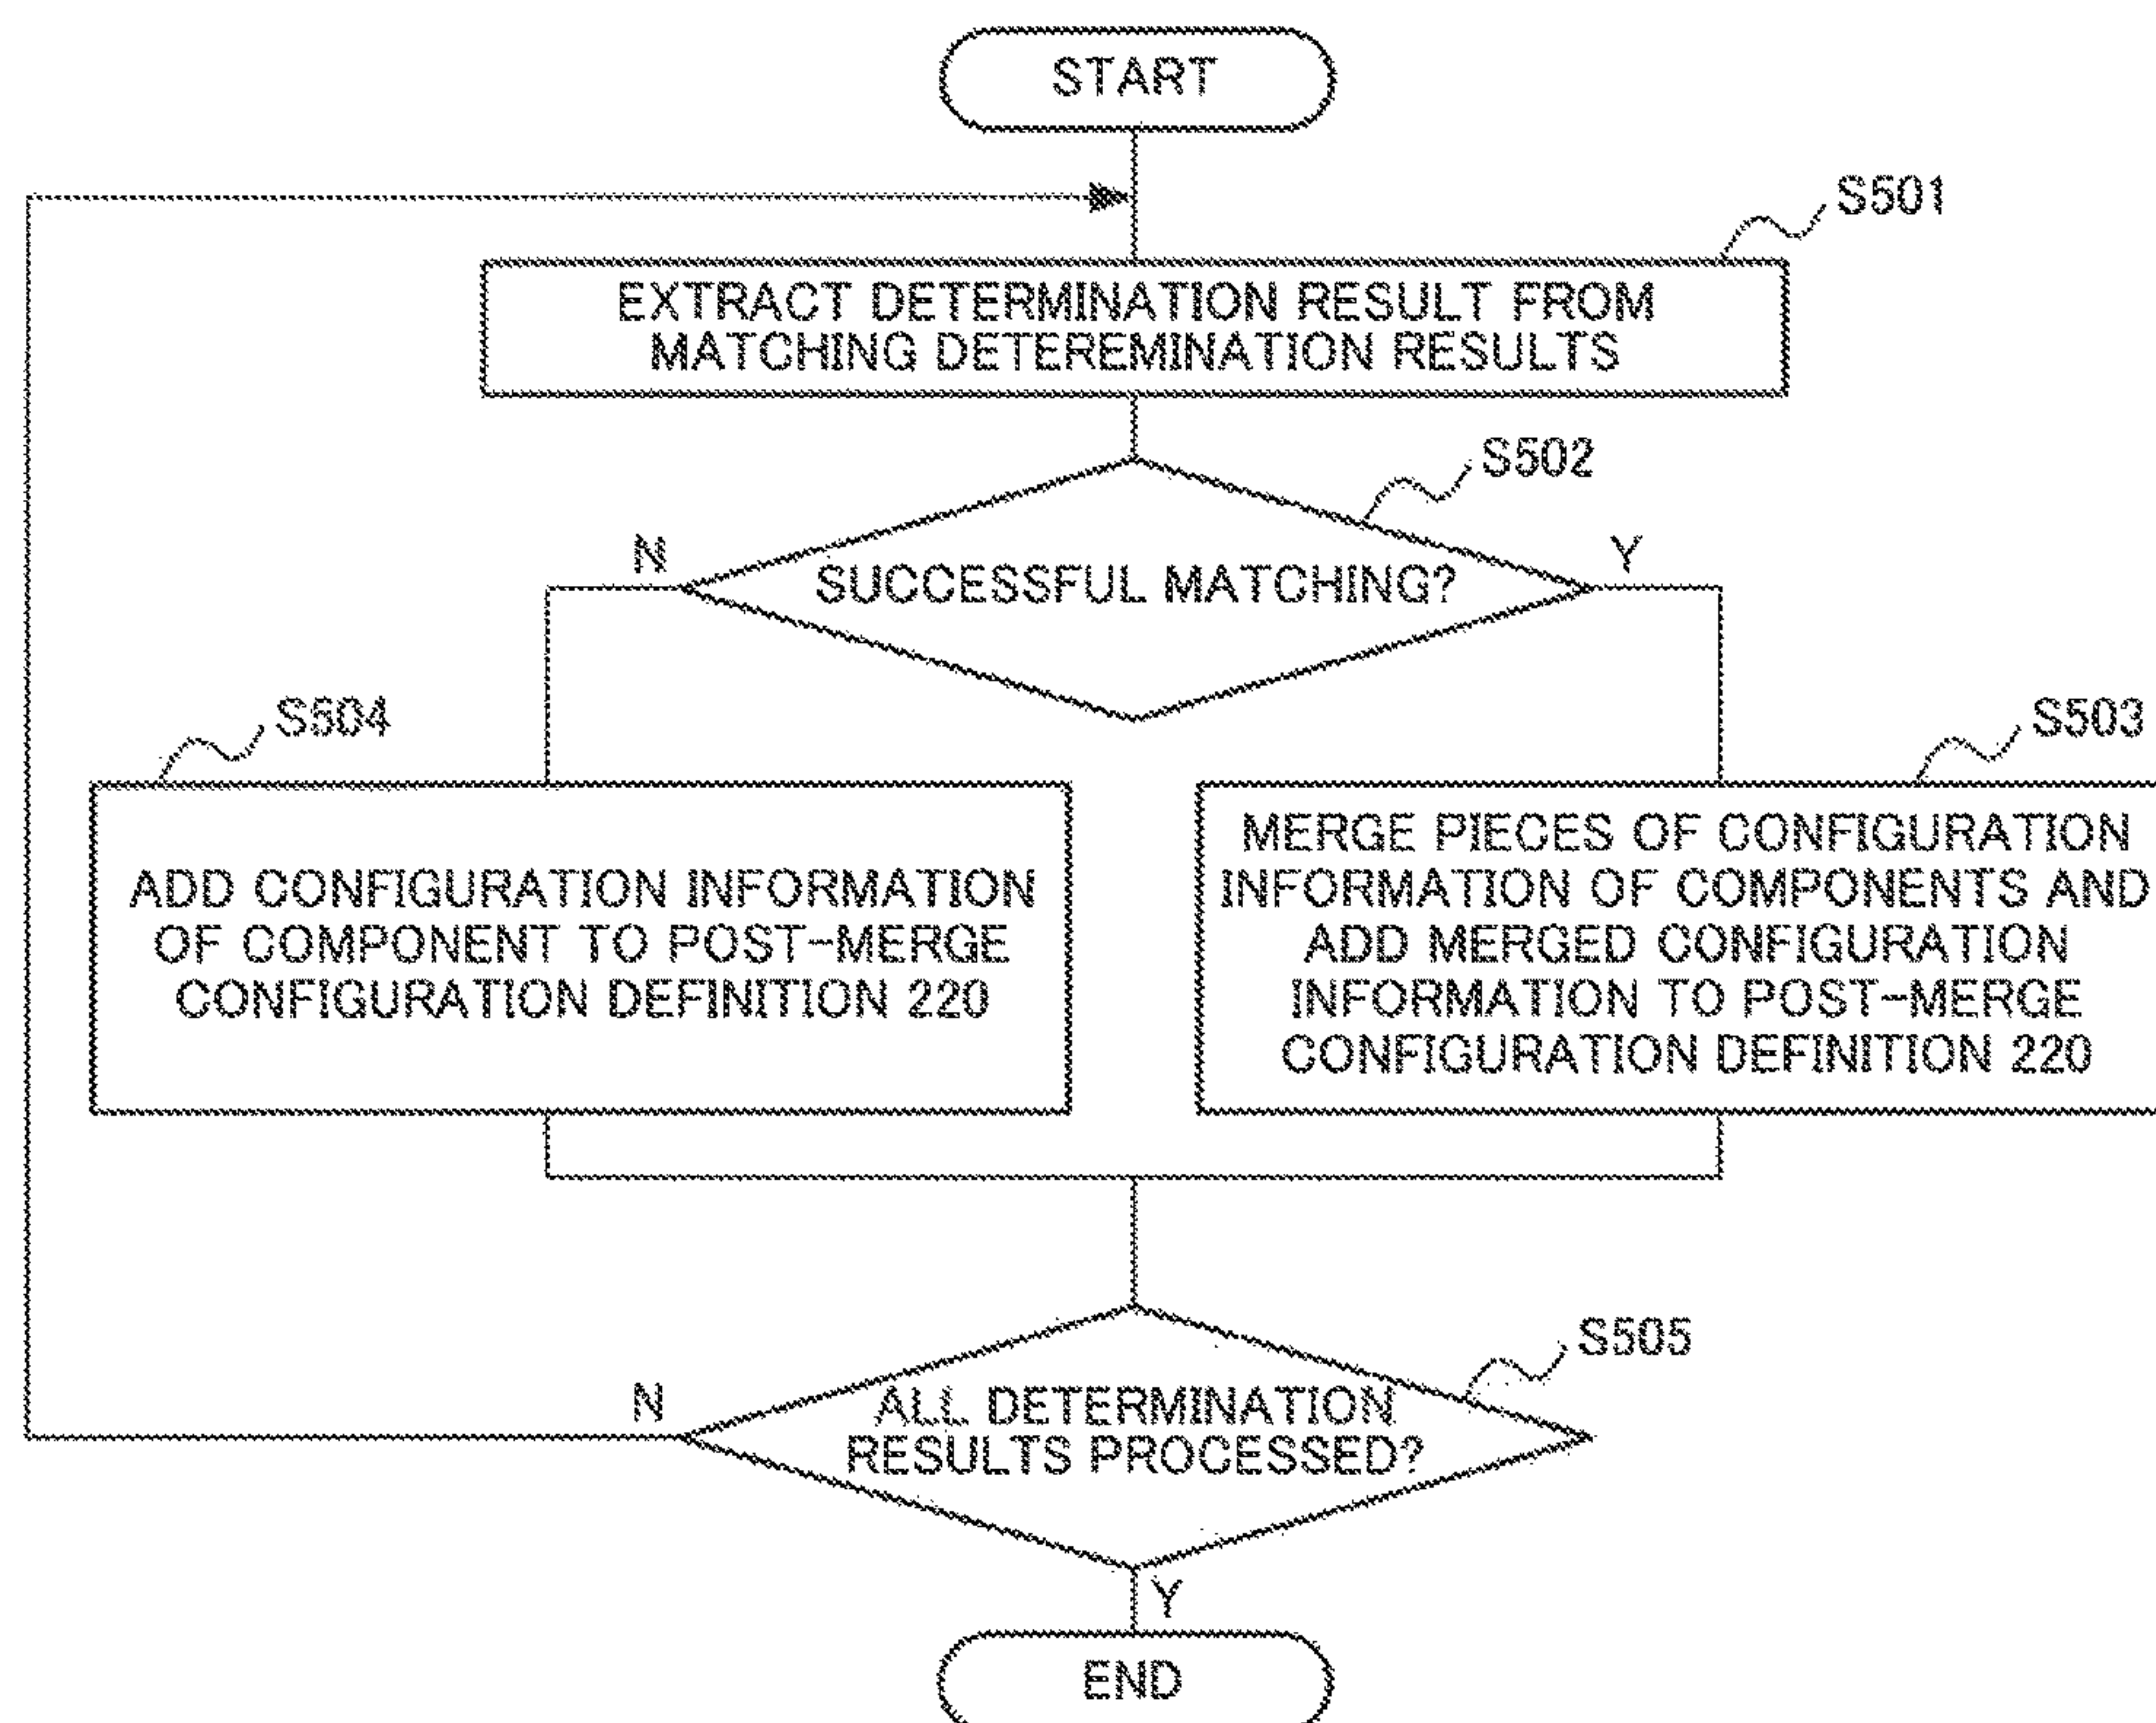 START
S501
EXTRACT DETERMINATION RESULT FROM
MATCHING DETEREMINATION RESULTS
S502
N
Y
SUCCESSFUL MATCHING?
S504
S503
ADD CONFIGURATION INFORMATION
OF COMPONENT TO POST-MERGE
CONFIGURATION DEFINITION 220
MERGE PIECES OF CONFIGURATION
INFORMATION OF COMPONENTS AND
ADD MERGED CONFIGURATION
INFORMATION TO POST-MERGE
CONFIGURATION DEFINITION 220
S505
N
ALL DETERMINATION
RESULTS PROCESSED?
Y
END